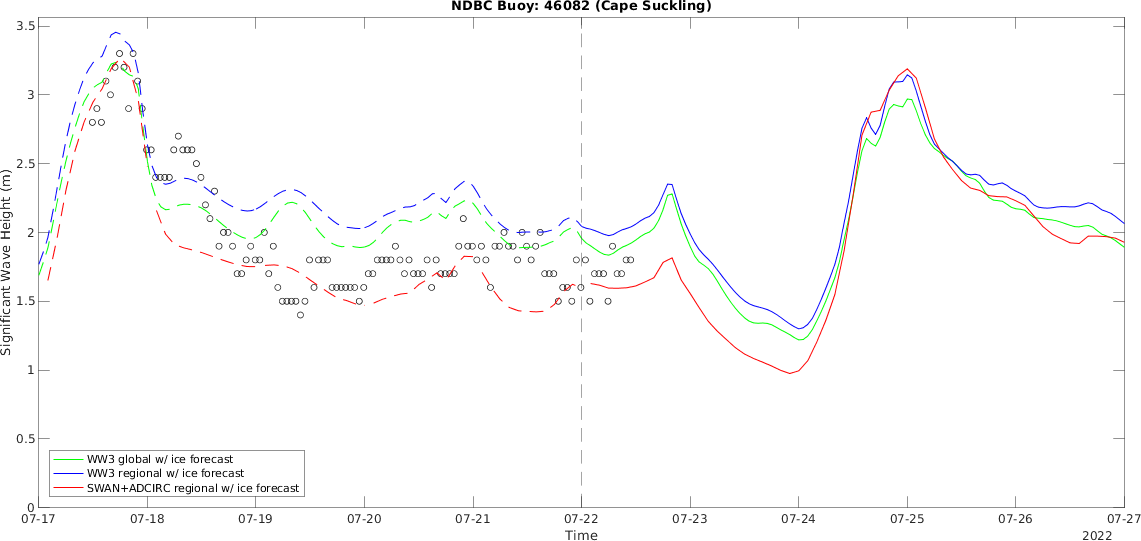 NDBC Buoy: 46082 (Cape Suckling)
3.5
3
2.5
2
1.5
1
0.5
0
Significant Wave Height (m)
WW3 global w/ ice forecast
WW3 regional w/ ice forecast
SWAN+ADCIRC regional w/ ice forecast
07-17 07-18 07-19 07-20 07-21 07-22 07-23 07-24 07-25 07-26 07-27
Time
2022